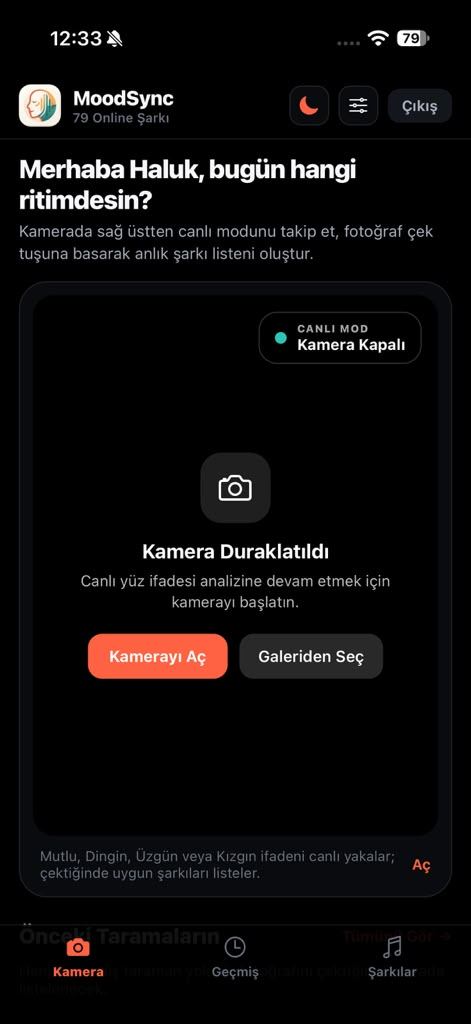 12:33
79
MoodSync
79 Online Şarkı
Çıkış
Merhaba Haluk, bugün hangi
ritimdesin?
Kamerada sağ üstten canlı modunu takip et, fotoğraf çek
tuşuna basarak anlık şarkı listeni oluştur.
CANLI MOD
Kamera Kapalı
Kamera Duraklatıldı
Canlı yüz ifadesi analizine devam etmek için
kamerayı başlatın.
Kamerayı Aç
Galeriden Seç
Mutlu, Dingin, Üzgün veya Kızgın ifadeni canlı yakalar;
çektiğinde uygun şarkıları listeler.
Aç
Önceki Taramaların
Tümünü Gör →
Kamera
Geçmiş
Şarkılar
listelenecek.